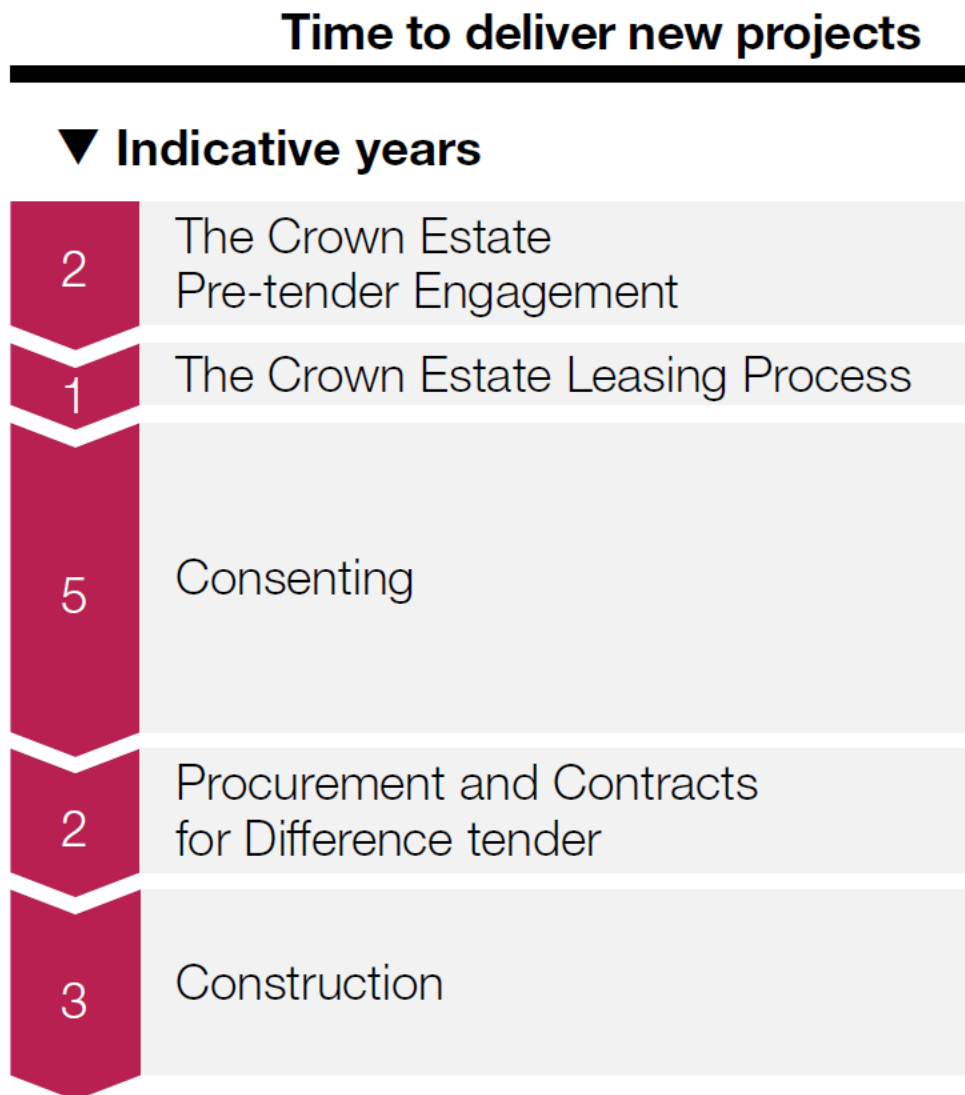 Time to deliver new projects
▼ Indicative years
2
The Crown Estate
Pre-tender Engagement
1
The Crown Estate Leasing Process
5
Consenting
2
Procurement and Contracts
for Difference tender
3
Construction